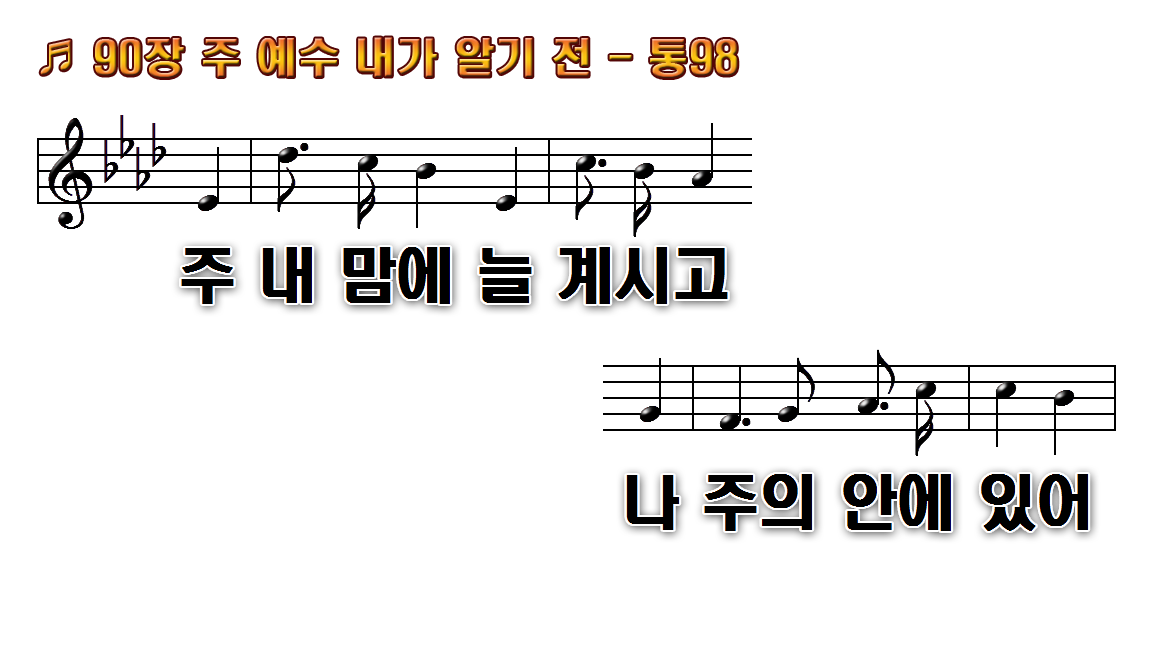 ♬ 90장 주 예수 내가 알기 전 - 통98
주 내 맘에 늘 계시고
나 주의 안에 있어